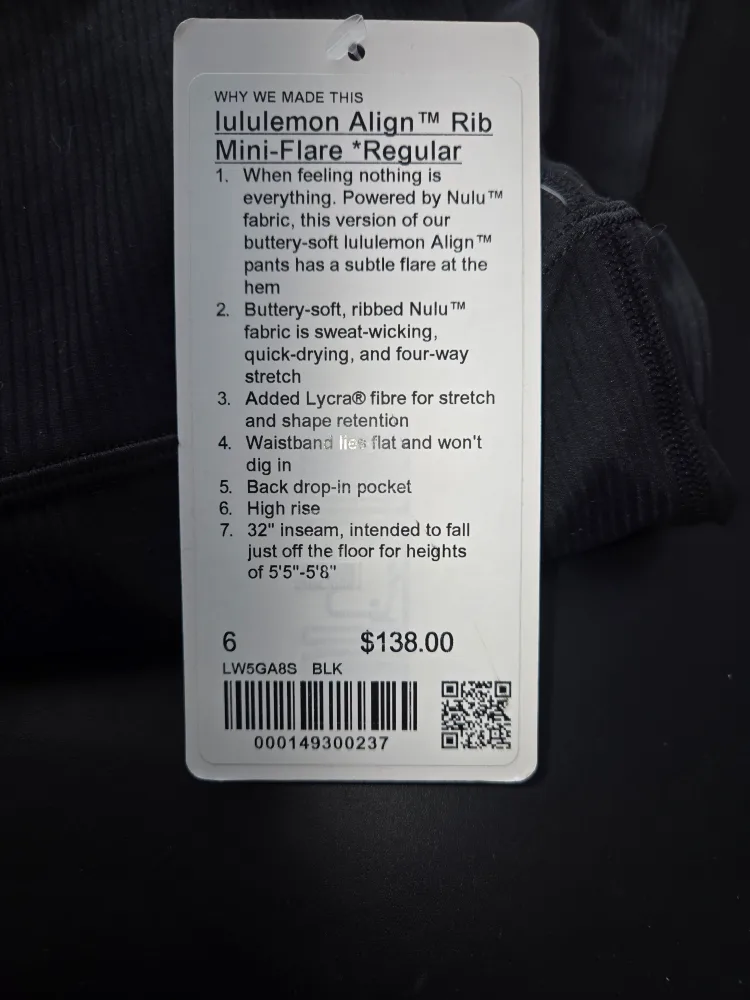 WHY WE MADE THIS
lululemon Align™ Rib
Mini-Flare *Regular
1. When feeling nothing is
everything. Powered by Nulu™
fabric, this version of our
buttery-soft lululemon Align™
pants has a subtle flare at the
hem
2. Buttery-soft, ribbed Nulu™
fabric is sweat-wicking,
quick-drying, and four-way
stretch
3. Added Lycra® fibre for stretch
and shape retention
4. Waistband lies flat and won't
dig in
5. Back drop-in pocket
6. High rise
7. 32" inseam, intended to fall
just off the floor for heights
of 5'5"-5'8"
6 $138.00
LW5GA8S BLK
000149300237